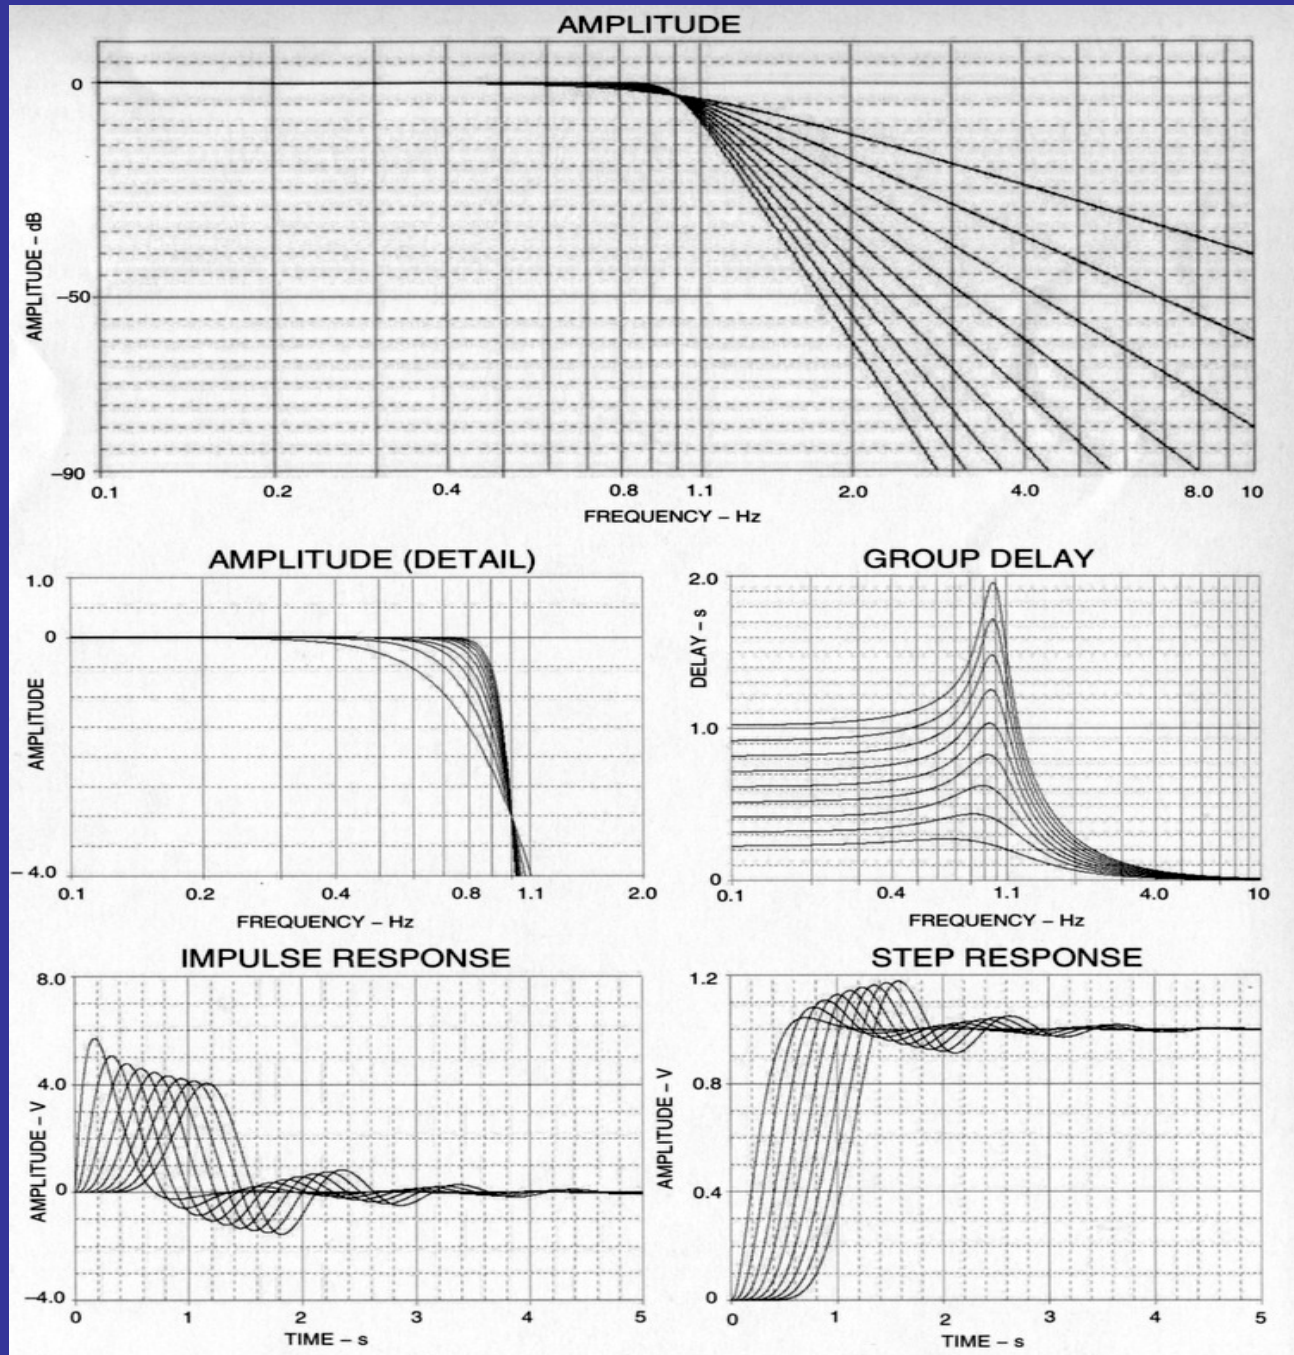 AMPLITUDE
0
−50
−90
AMPLITUDE – dB
0.1 0.2 0.4 0.8 1.1 2.0 4.0 8.0 10
FREQUENCY – Hz
AMPLITUDE (DETAIL)
1.0
0
−4.0
AMPLITUDE
0.1 0.2 0.4 0.8 1.1 2.0
FREQUENCY – Hz
GROUP DELAY
2.0
1.0
0
DELAY – s
0.1 0.4 1.1 4.0 10
FREQUENCY – Hz
IMPULSE RESPONSE
8.0
4.0
0
−4.0
AMPLITUDE – V
0 1 2 3 4 5
TIME – s
STEP RESPONSE
1.2
0.8
0.4
0
AMPLITUDE – V
0 1 2 3 4 5
TIME – s